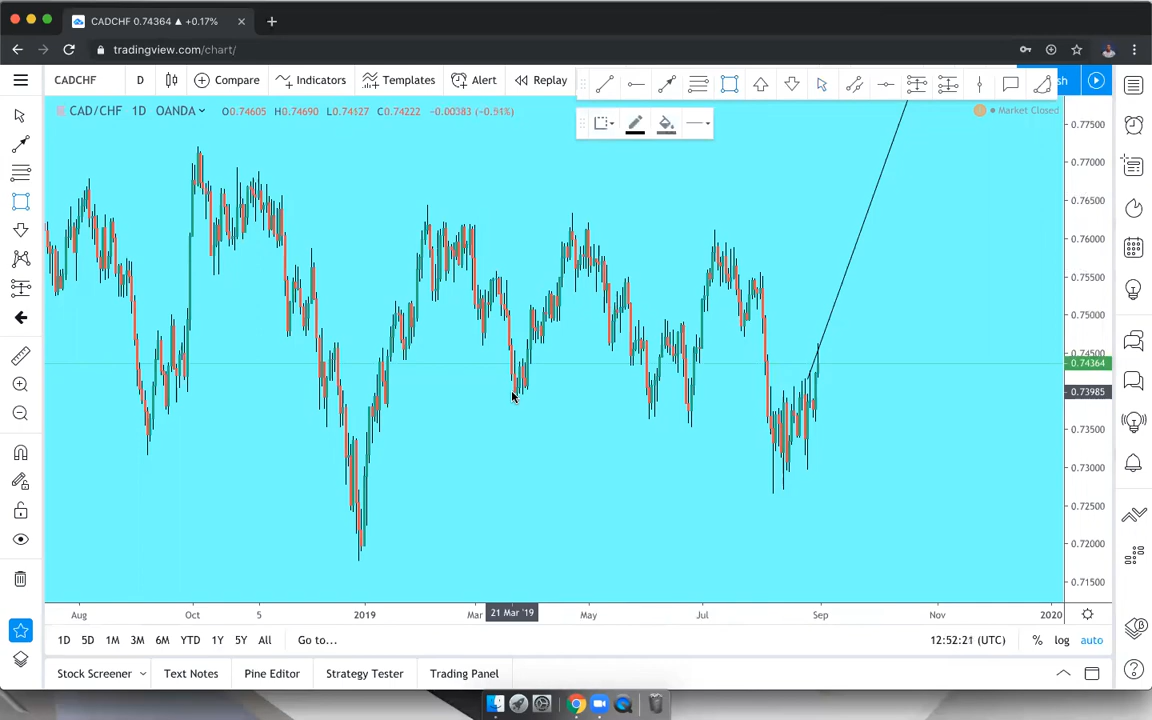 CADCHF 0.74364 ▲ +0.17%
tradingview.com/chart/
CADCHF D Compare Indicators Templates Alert Replay
CAD/CHF 1D OANDA O0.74605 H0.74690 L0.74127 C0.74222 −0.00383 (−0.51%)
Market Closed
0.77500
0.77000
0.76500
0.76000
0.75500
0.75000
0.74500
0.74364
0.73985
0.73500
0.73000
0.72500
0.72000
0.71500
Aug Oct 5 2019 Mar 21 Mar '19 May Jul Sep Nov 2020
1D 5D 1M 3M 6M YTD 1Y 5Y All Go to... 12:52:21 (UTC) % log auto
Stock Screener Text Notes Pine Editor Strategy Tester Trading Panel